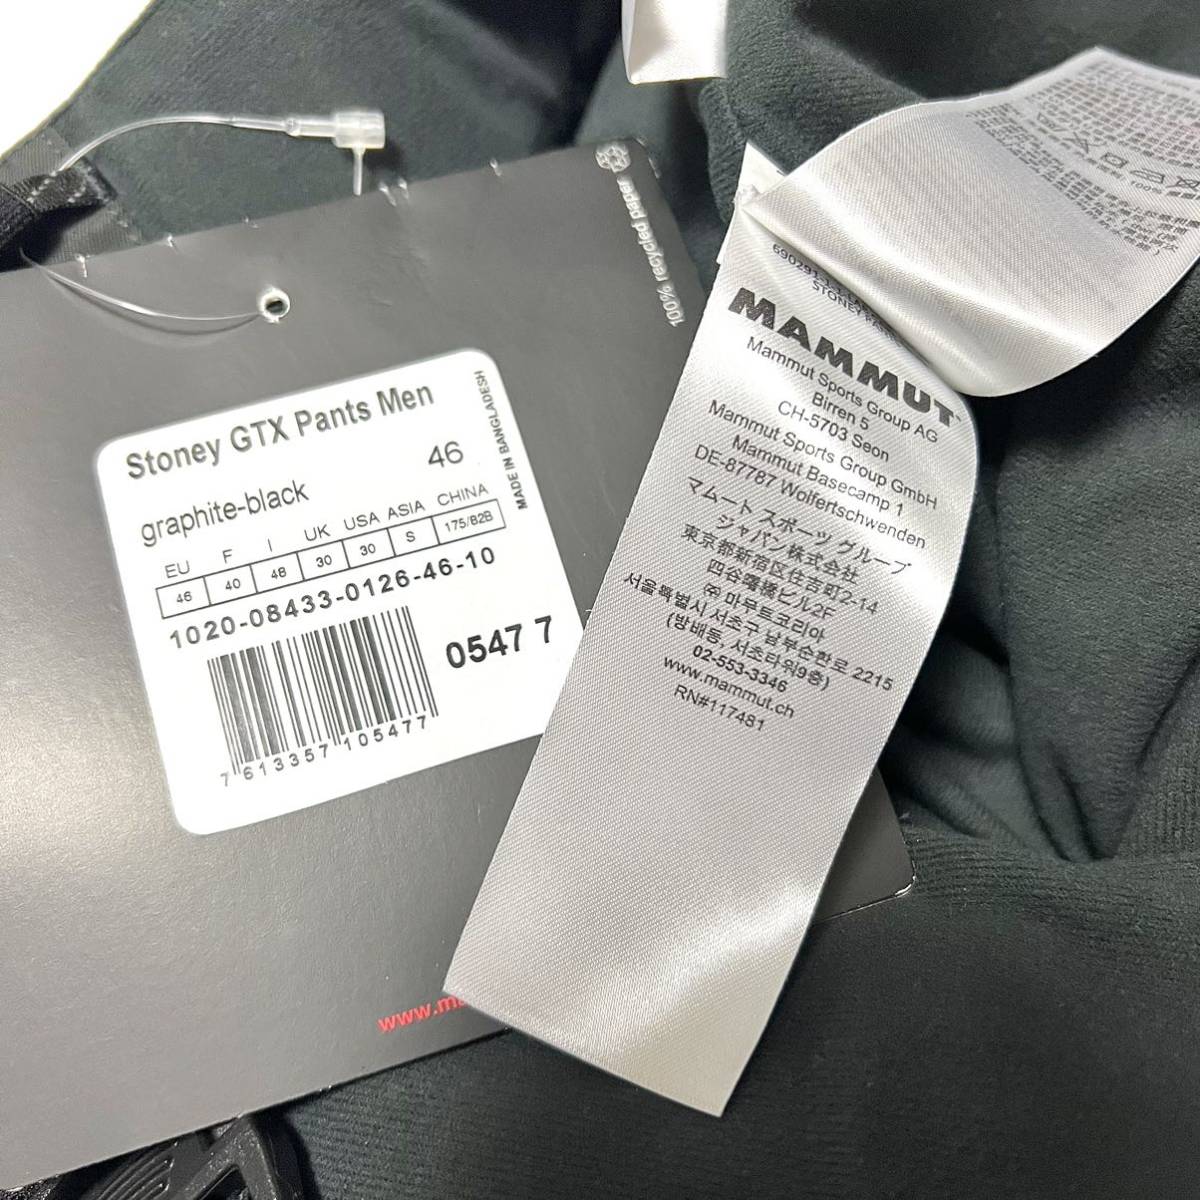 100% recycled paper
Stoney GTX Pants Men
graphite-black 46
MADE IN BANGLADESH
EU F I UK USA ASIA CHINA
46 40 48 30 30 S 175/82B
1020-08433-0126-46-10
0547 7
7 613357 105477
www.ma
MAMMUT
Mammut Sports Group AG
Birren 5
CH-5703 Seon
Mammut Sports Group GmbH
Mammut Basecamp 1
DE-87787 Wolfertschwenden
マムート スポーツ グループ
ジャパン株式会社
東京都新宿区住吉町2-14
四谷曙橋ビル2F
㈜ 마무트코리아
서울특별시 서초구 남부순환로 2215
(방배동, 서초타워9층)
02-553-3346
www.mammut.ch
RN#117481